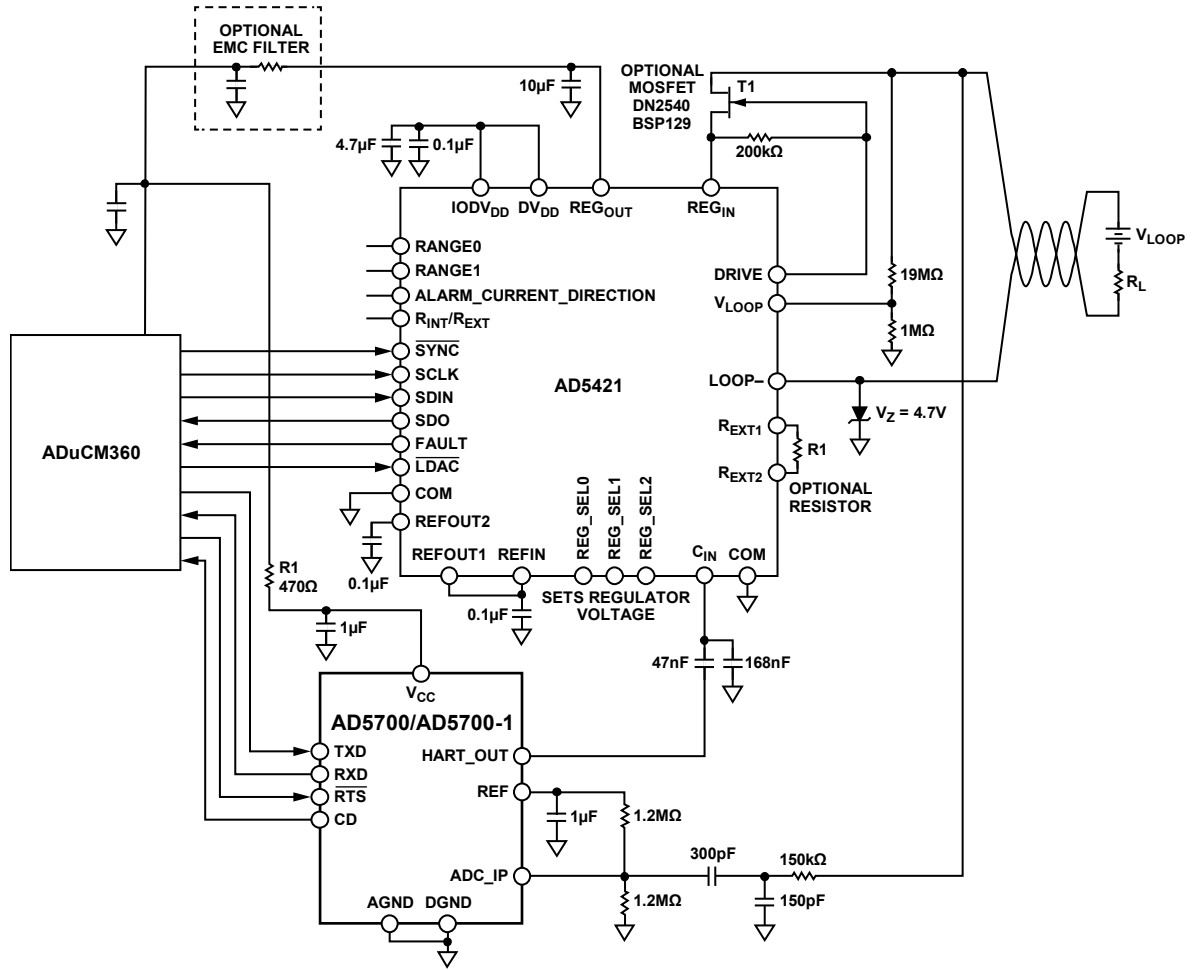 OPTIONAL
EMC FILTER
10µF
OPTIONAL
MOSFET
DN2540
BSP129
T1
200kΩ
4.7µF
0.1µF
IODVDD
DVDD
REGOUT
REGIN
VLOOP
RL
RANGE0
RANGE1
ALARM_CURRENT_DIRECTION
RINT/REXT
SYNC
SCLK
SDIN
SDO
FAULT
LDAC
COM
REFOUT2
AD5421
DRIVE
VLOOP
LOOP–
REXT1
REXT2
19MΩ
1MΩ
VZ = 4.7V
R1
OPTIONAL
RESISTOR
ADuCM360
0.1µF
REFOUT1
REFIN
REG_SEL0
REG_SEL1
REG_SEL2
CIN
COM
SETS REGULATOR
VOLTAGE
0.1µF
R1
470Ω
1µF
47nF
168nF
VCC
AD5700/AD5700-1
TXD
RXD
RTS
CD
HART_OUT
REF
ADC_IP
AGND
DGND
1µF
1.2MΩ
1.2MΩ
300pF
150kΩ
150pF